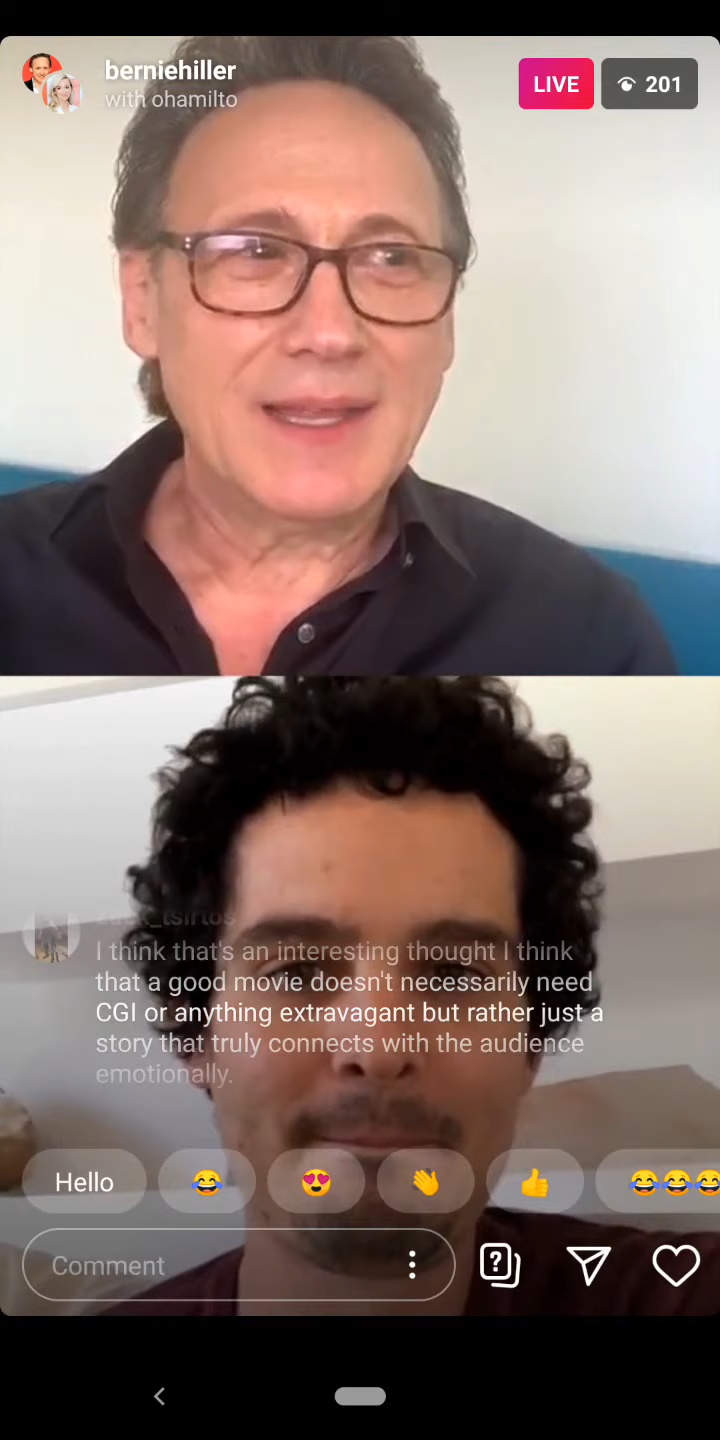 berniehiller
with ohamilto
LIVE
201
I think that's an interesting thought I think
that a good movie doesn't necessarily need
CGI or anything extravagant but rather just a
story that truly connects with the audience
emotionally.
Hello
Comment